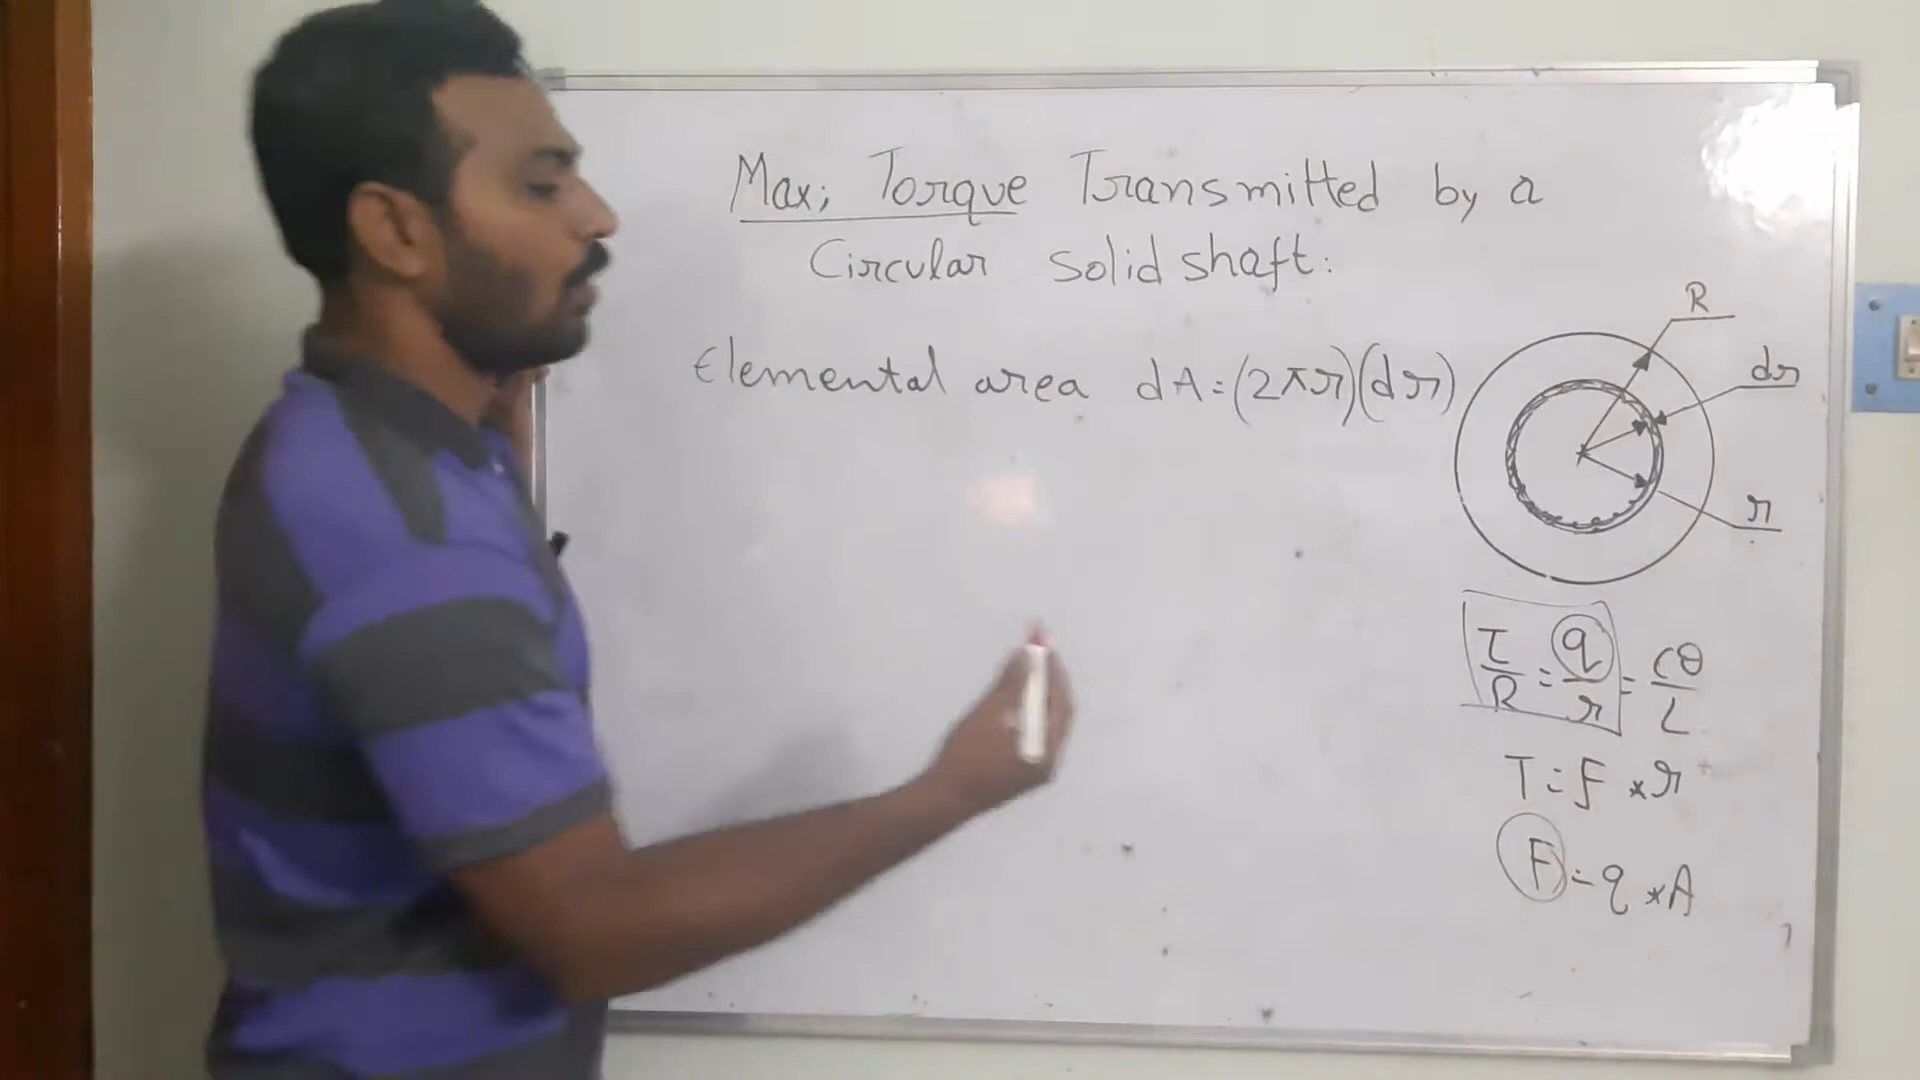 Max; Torque Transmitted by a
Circular Solid shaft:
Elemental area dA=(2πr)(dr)
R
dr
r
τ/R = q/r = cθ/L
T=F*r
F=q*A